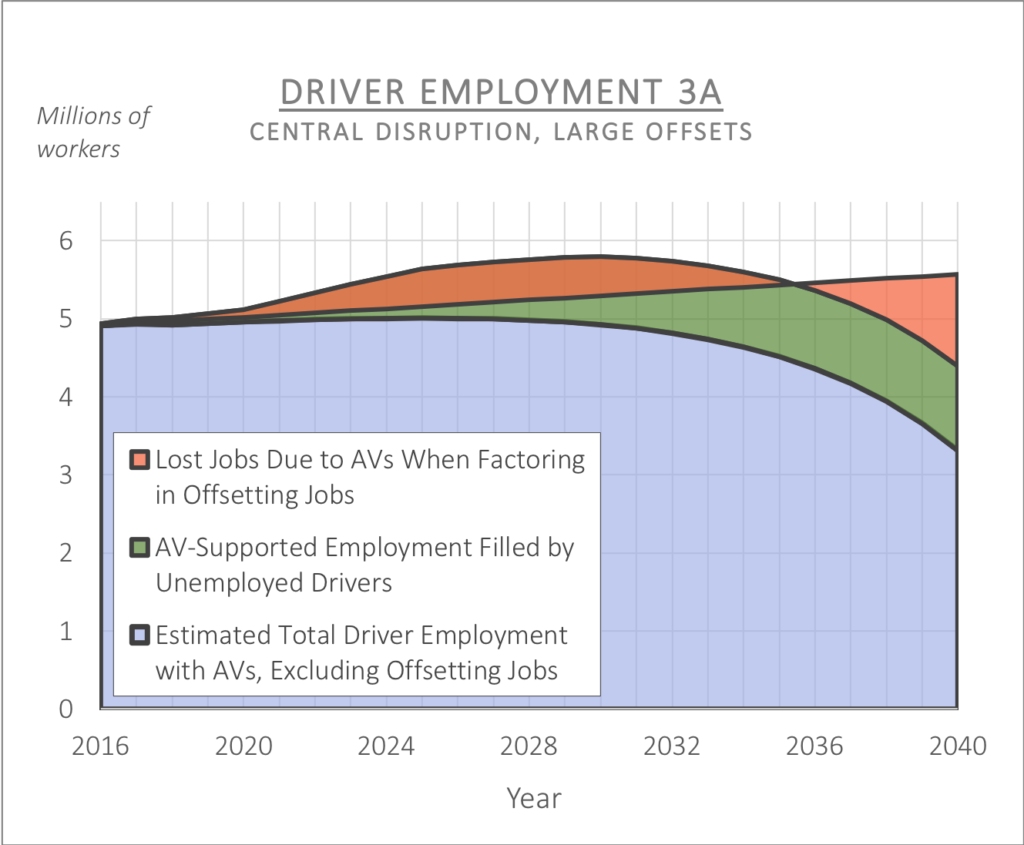 DRIVER EMPLOYMENT 3A
CENTRAL DISRUPTION, LARGE OFFSETS
Millions of
workers
6
5
4
3
2
1
0
Lost Jobs Due to AVs When Factoring
in Offsetting Jobs
AV-Supported Employment Filled by
Unemployed Drivers
Estimated Total Driver Employment
with AVs, Excluding Offsetting Jobs
2016 2020 2024 2028 2032 2036 2040
Year